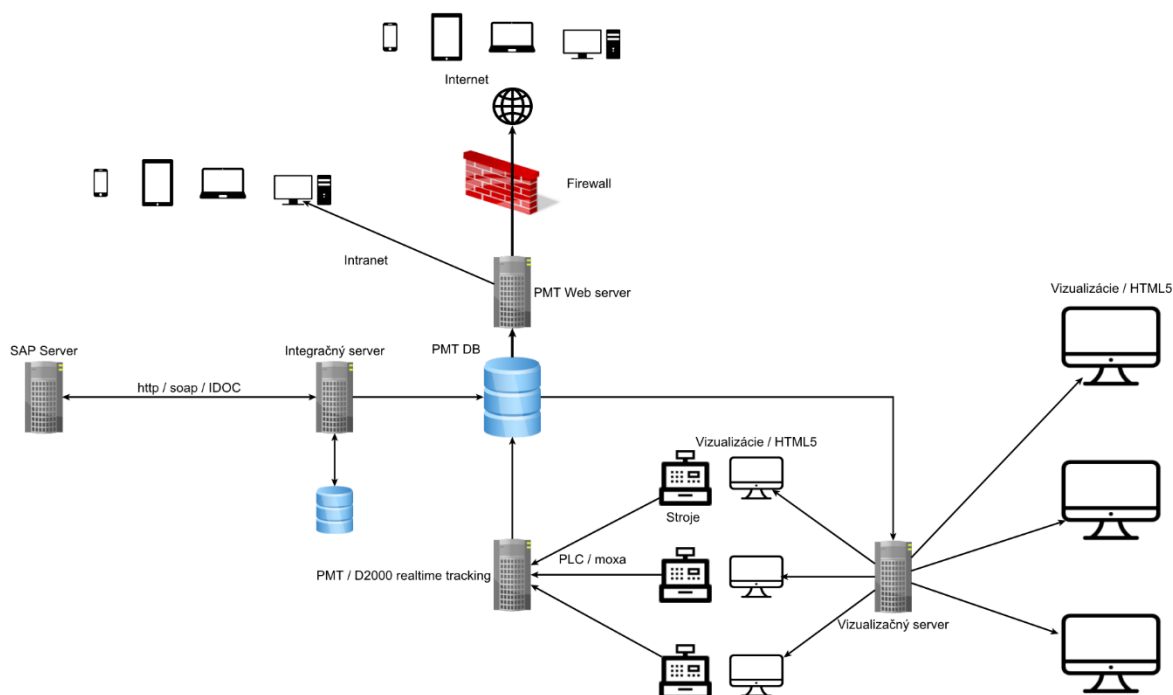 Internet
Firewall
Intranet
PMT Web server
Vizualizácie / HTML5
SAP Server
Integračný server
PMT DB
http / soap / IDOC
Vizualizácie / HTML5
Stroje
PLC / moxa
PMT / D2000 realtime tracking
Vizualizačný server